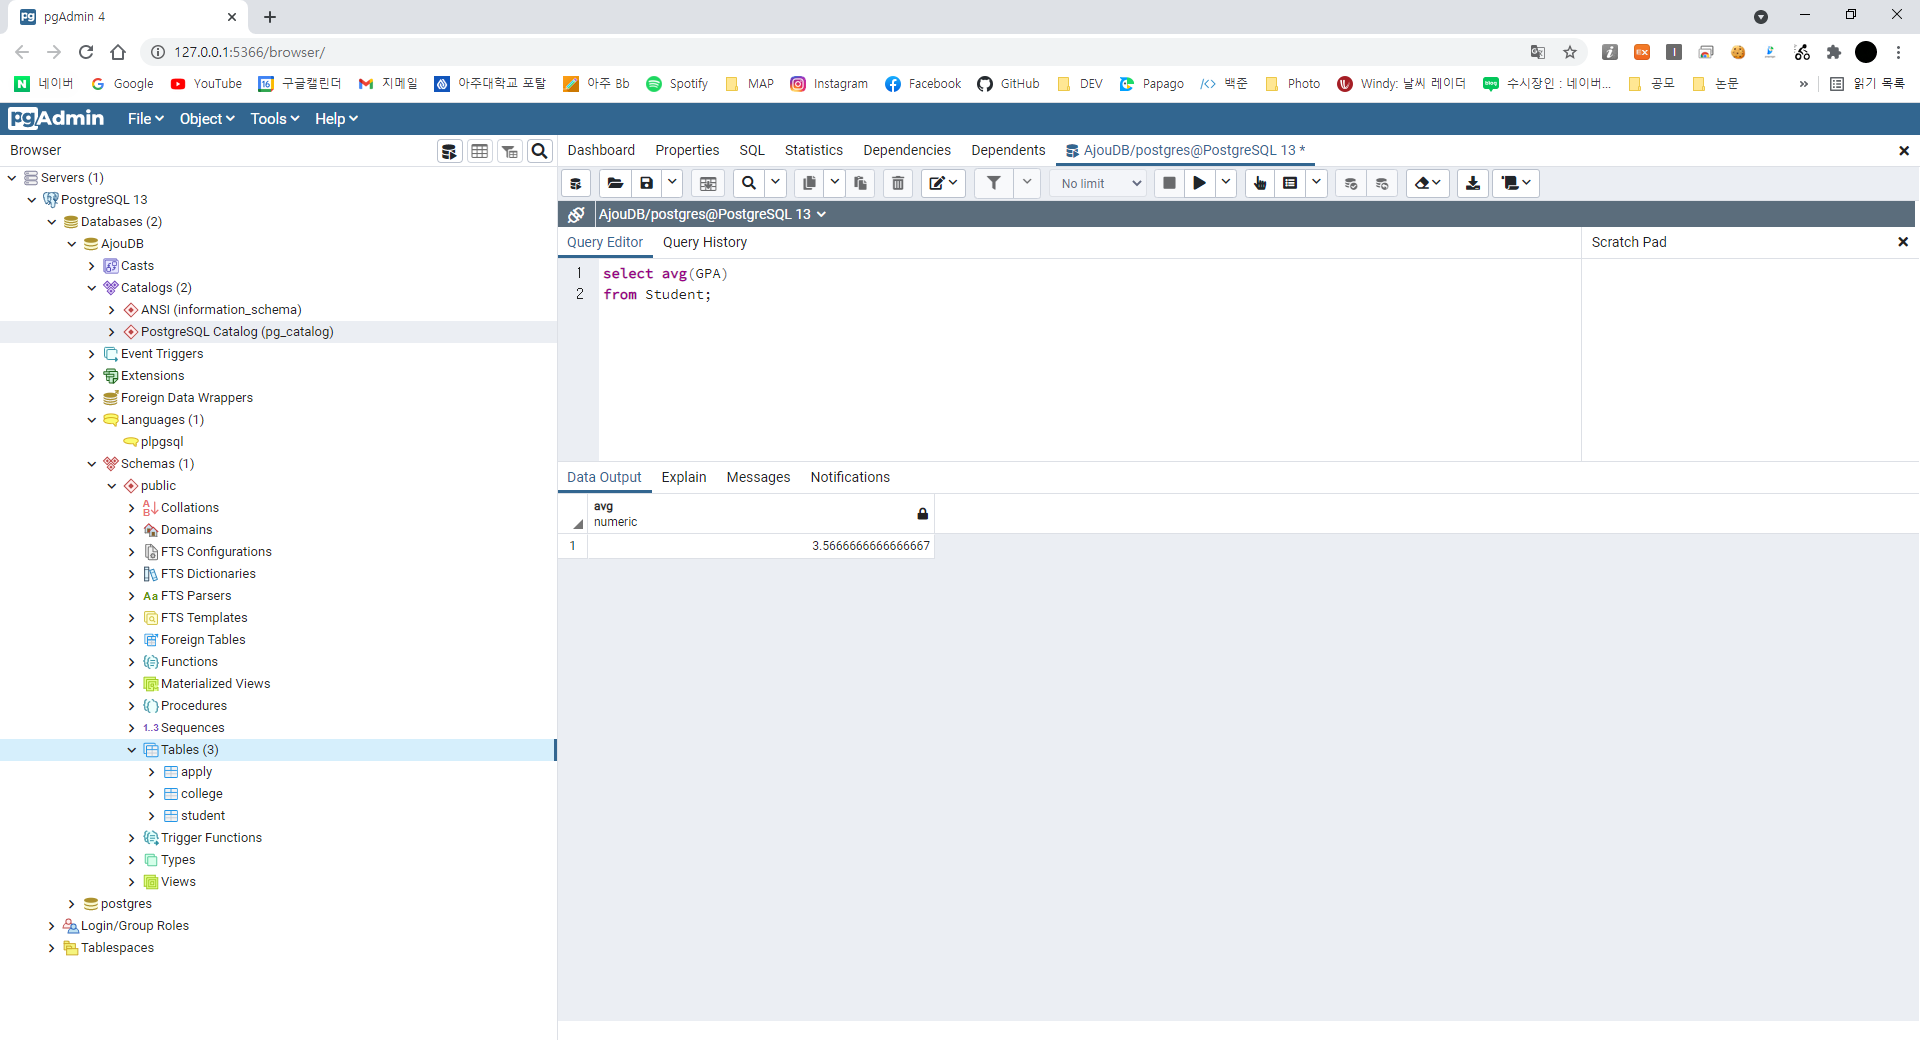 pgAdmin 4
127.0.0.1:5366/browser/
네이버 Google YouTube 구글캘린더 지메일 아주대학교 포탈 아주 Bb Spotify MAP Instagram Facebook GitHub DEV Papago 백준 Photo Windy: 날씨 레이더 수시장인 : 네이버... 공모 논문 » 읽기 목록
pgAdmin File Object Tools Help
Browser
Dashboard Properties SQL Statistics Dependencies Dependents AjouDB/postgres@PostgreSQL 13 *
No limit
AjouDB/postgres@PostgreSQL 13
Query Editor Query History
Scratch Pad
1 select avg(GPA)
2 from Student;
Data Output Explain Messages Notifications
avg
numeric
1 3.5666666666666667
Servers (1)
PostgreSQL 13
Databases (2)
AjouDB
Casts
Catalogs (2)
ANSI (information_schema)
PostgreSQL Catalog (pg_catalog)
Event Triggers
Extensions
Foreign Data Wrappers
Languages (1)
plpgsql
Schemas (1)
public
Collations
Domains
FTS Configurations
FTS Dictionaries
Aa FTS Parsers
FTS Templates
Foreign Tables
Functions
Materialized Views
Procedures
1..3 Sequences
Tables (3)
apply
college
student
Trigger Functions
Types
Views
postgres
Login/Group Roles
Tablespaces